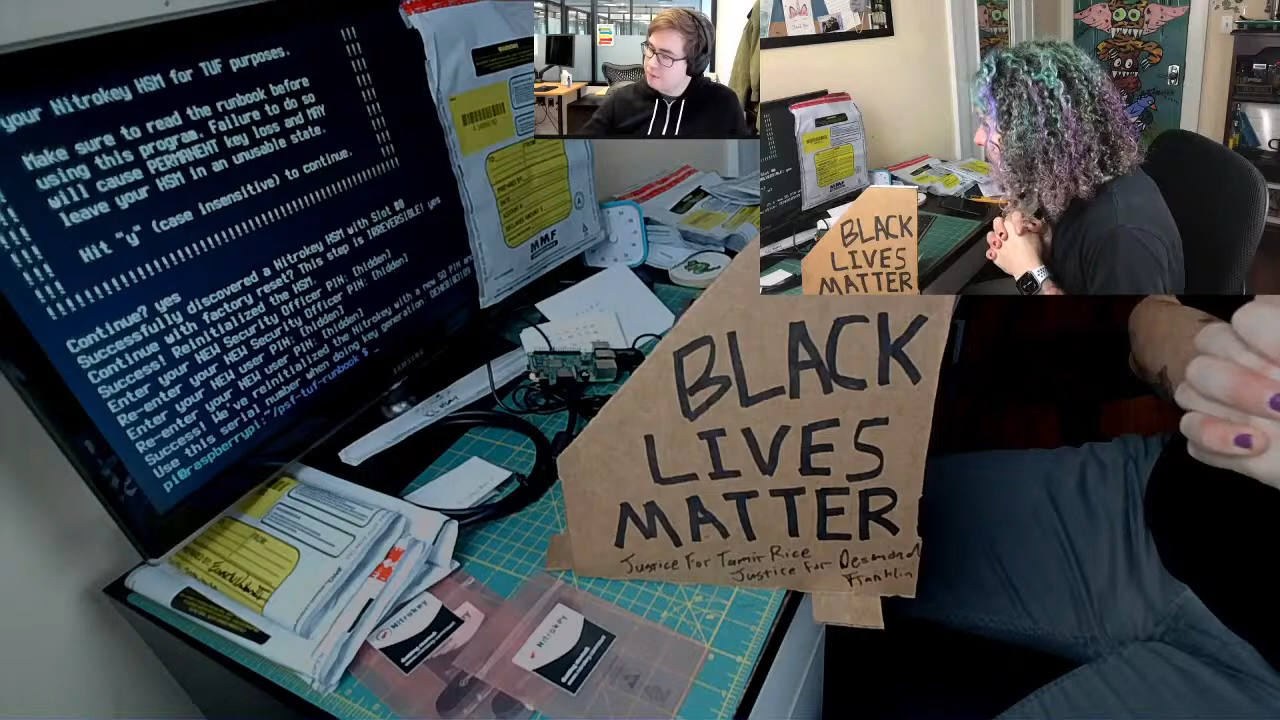 your Nitrokey HSM for TUF purposes.
Make sure to read the runbook before
using this program. Failure to do so
will cause PERMANENT key loss and MAY
leave your HSM in an unusable state.
Hit "y" (case insensitive) to continue.
!!!!!!!!!!!!!!!!!!!!!!!!!!!!!!!!!!!!!!!!!
Continue? yes
Successfully discovered a Nitrokey HSM with Slot #0
Continue with factory reset? This step is IRREVERSIBLE! yes
Success! Reinitialized the HSM.
Enter your NEW Security Officer PIN: {hidden}
Re-enter your NEW Security Officer PIN: {hidden}
Enter your NEW user PIN: {hidden}
Re-enter your NEW user PIN: {hidden}
Success! We've reinitialized the Nitrokey with a new SO PIN and
Use this serial number when doing key generation:
pi@raspberrypi:~/psf-tuf-runbook $
SAMSUNG
MMF
BLACK
LIVES
MATTER
Justice For Tamir Rice
Justice For Desmond
Franklin
Nitrokey
Nitrokey
BLACK
LIVES
MATTER